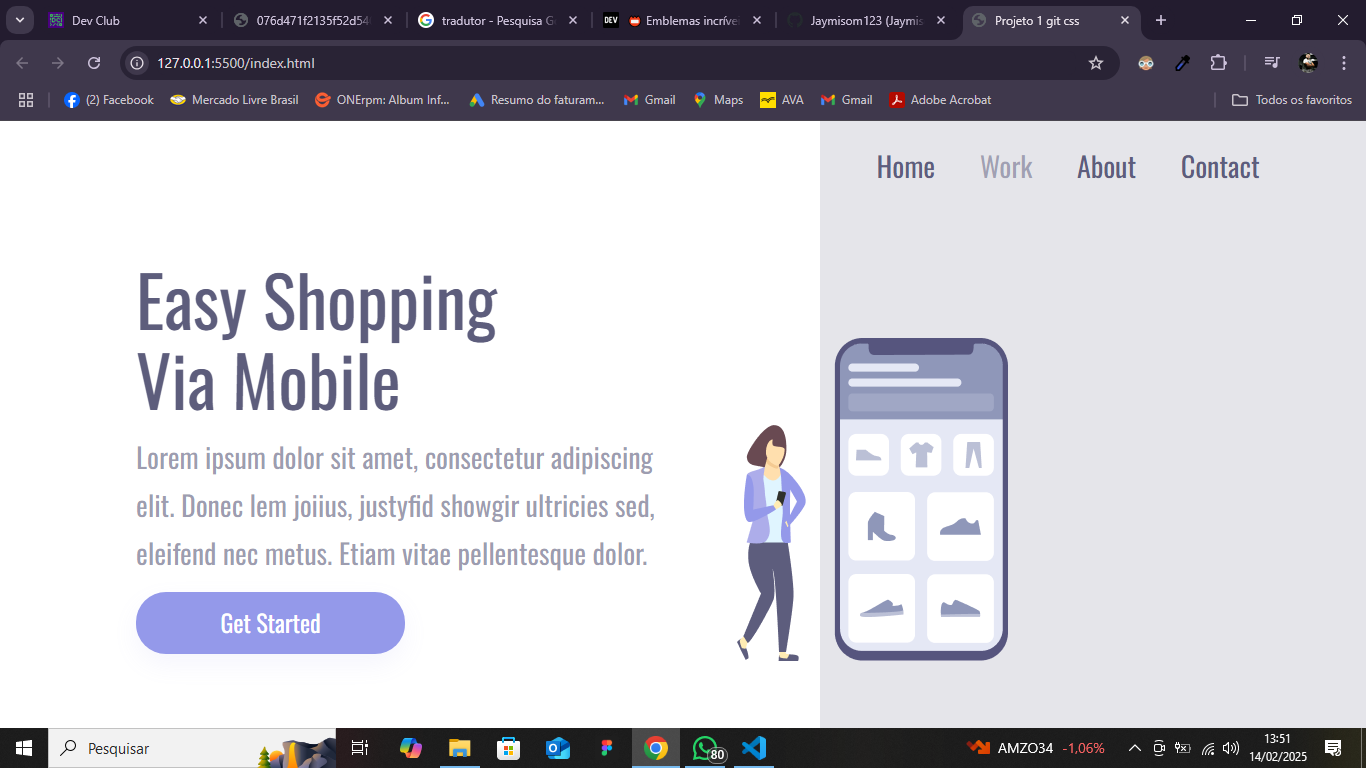 Dev Club
076d471f2135f52d54
tradutor - Pesquisa G
DEV
Emblemas incrívei
Jaymisom123 (Jaymis
Projeto 1 git css
127.0.0.1:5500/index.html
(2) Facebook
Mercado Livre Brasil
ONErpm: Album Inf...
Resumo do faturam...
Gmail
Maps
AVA
Gmail
Adobe Acrobat
Todos os favoritos
Home Work About Contact
Easy Shopping
Via Mobile
Lorem ipsum dolor sit amet, consectetur adipiscing
elit. Donec lem joiius, justyfid showgir ultricies sed,
eleifend nec metus. Etiam vitae pellentesque dolor.
Get Started
Pesquisar
80
AMZO34 -1,06%
13:51
14/02/2025